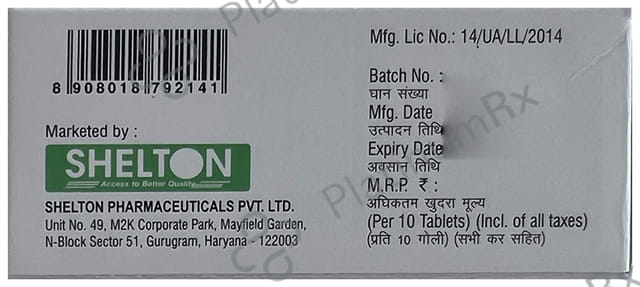 8 908018 792141
Marketed by :
SHELTON
Access to Better Quality
SHELTON PHARMACEUTICALS PVT. LTD.
Unit No. 49, M2K Corporate Park, Mayfield Garden,
N-Block Sector 51, Gurugram, Haryana - 122003
Mfg. Lic No.: 14/UA/LL/2014
Batch No. :
घान संख्या
Mfg. Date
उत्पादन तिथि
Expiry Date
अवसान तिथि
M.R.P. ₹ :
अधिकतम खुदरा मूल्य
(Per 10 Tablets) (Incl. of all taxes)
(प्रति 10 गोली) (सभी कर सहित)
PlatinumRx